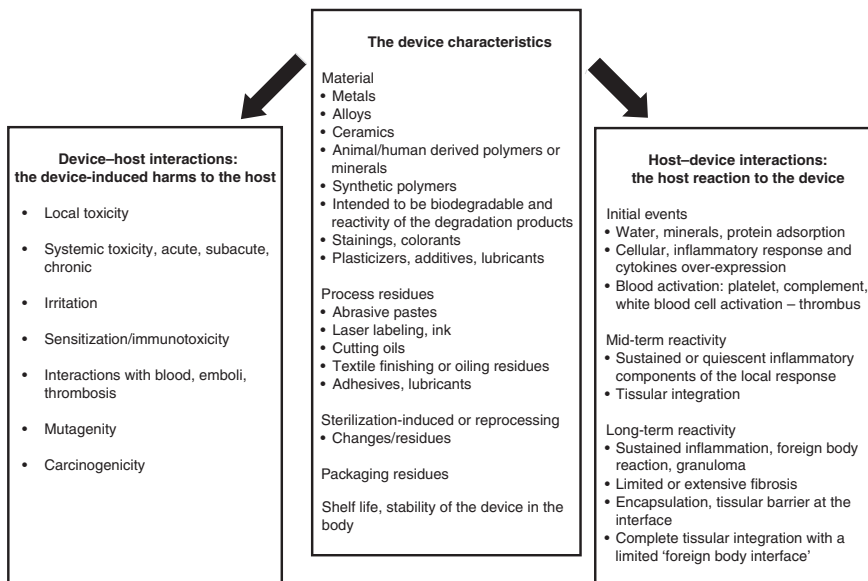 The device characteristics
Material
• Metals
• Alloys
• Ceramics
• Animal/human derived polymers or
minerals
• Synthetic polymers
• Intended to be biodegradable and
reactivity of the degradation products
• Stainings, colorants
• Plasticizers, additives, lubricants
Process residues
• Abrasive pastes
• Laser labeling, ink
• Cutting oils
• Textile finishing or oiling residues
• Adhesives, lubricants
Sterilization-induced or reprocessing
• Changes/residues
Packaging residues
Shelf life, stability of the device in the
body
Device–host interactions:
the device-induced harms to the host
• Local toxicity
• Systemic toxicity, acute, subacute,
chronic
• Irritation
• Sensitization/immunotoxicity
• Interactions with blood, emboli,
thrombosis
• Mutagenity
• Carcinogenicity
Host–device interactions:
the host reaction to the device
Initial events
• Water, minerals, protein adsorption
• Cellular, inflammatory response and
cytokines over-expression
• Blood activation: platelet, complement,
white blood cell activation – thrombus
Mid-term reactivity
• Sustained or quiescent inflammatory
components of the local response
• Tissular integration
Long-term reactivity
• Sustained inflammation, foreign body
reaction, granuloma
• Limited or extensive fibrosis
• Encapsulation, tissular barrier at the
interface
• Complete tissular integration with a
limited ‘foreign body interface’